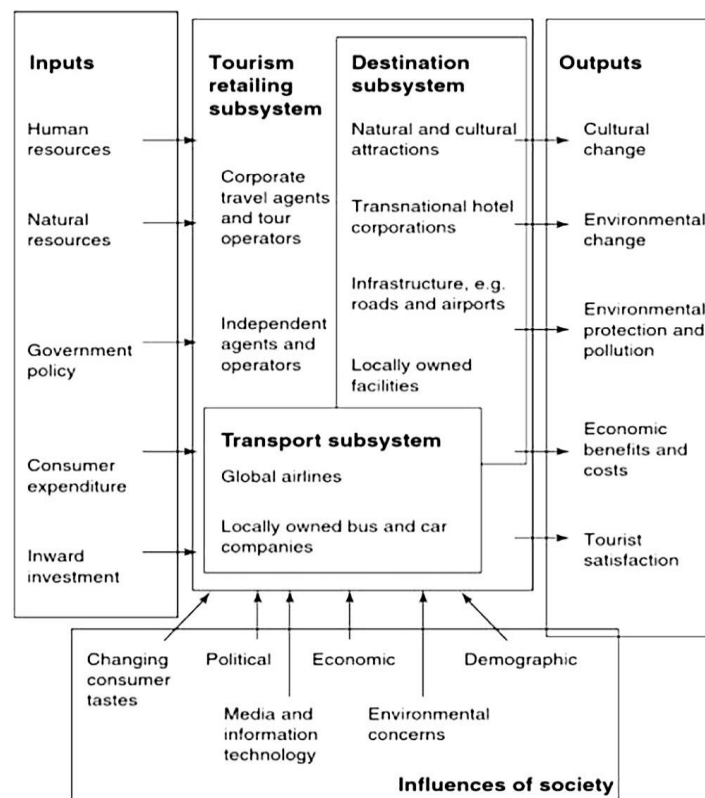 Inputs
Human
resources
Natural
resources
Government
policy
Consumer
expenditure
Inward
investment
Tourism
retailing
subsystem
Corporate
travel agents
and tour
operators
Independent
agents and
operators
Destination
subsystem
Natural and cultural
attractions
Transnational hotel
corporations
Infrastructure, e.g.
roads and airports
Locally owned
facilities
Transport subsystem
Global airlines
Locally owned bus and car
companies
Outputs
Cultural
change
Environmental
change
Environmental
protection and
pollution
Economic
benefits and
costs
Tourist
satisfaction
Changing
consumer
tastes
Political
Media and
information
technology
Economic
Environmental
concerns
Demographic
Influences of society